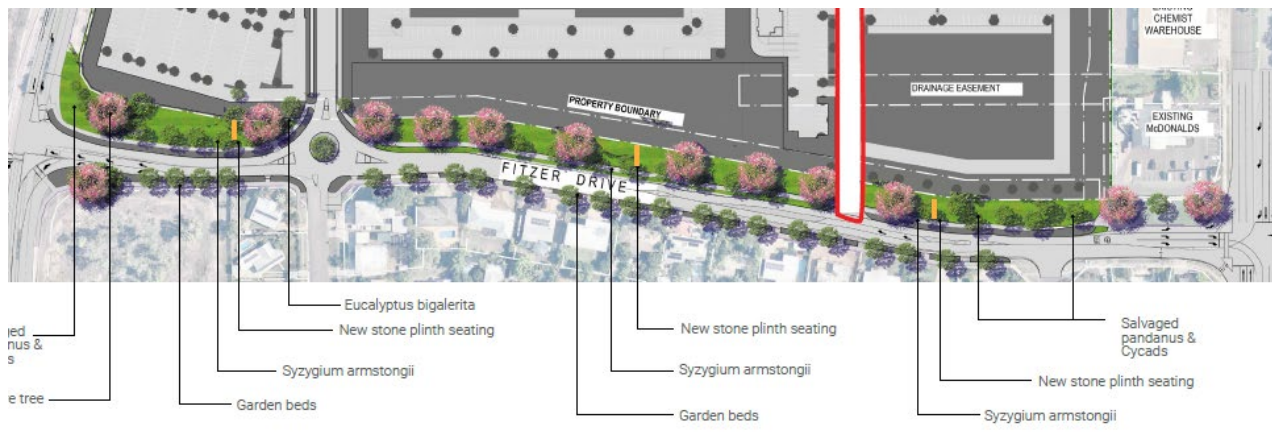 CHEMIST
WAREHOUSE
DRAINAGE EASEMENT
PROPERTY BOUNDARY
EXISTING
McDONALDS
FITZER DRIVE
Eucalyptus bigalerita
New stone plinth seating
Syzygium armstongii
Garden beds
New stone plinth seating
Syzygium armstongii
Garden beds
Salvaged
pandanus &
Cycads
New stone plinth seating
Syzygium armstongii
e tree